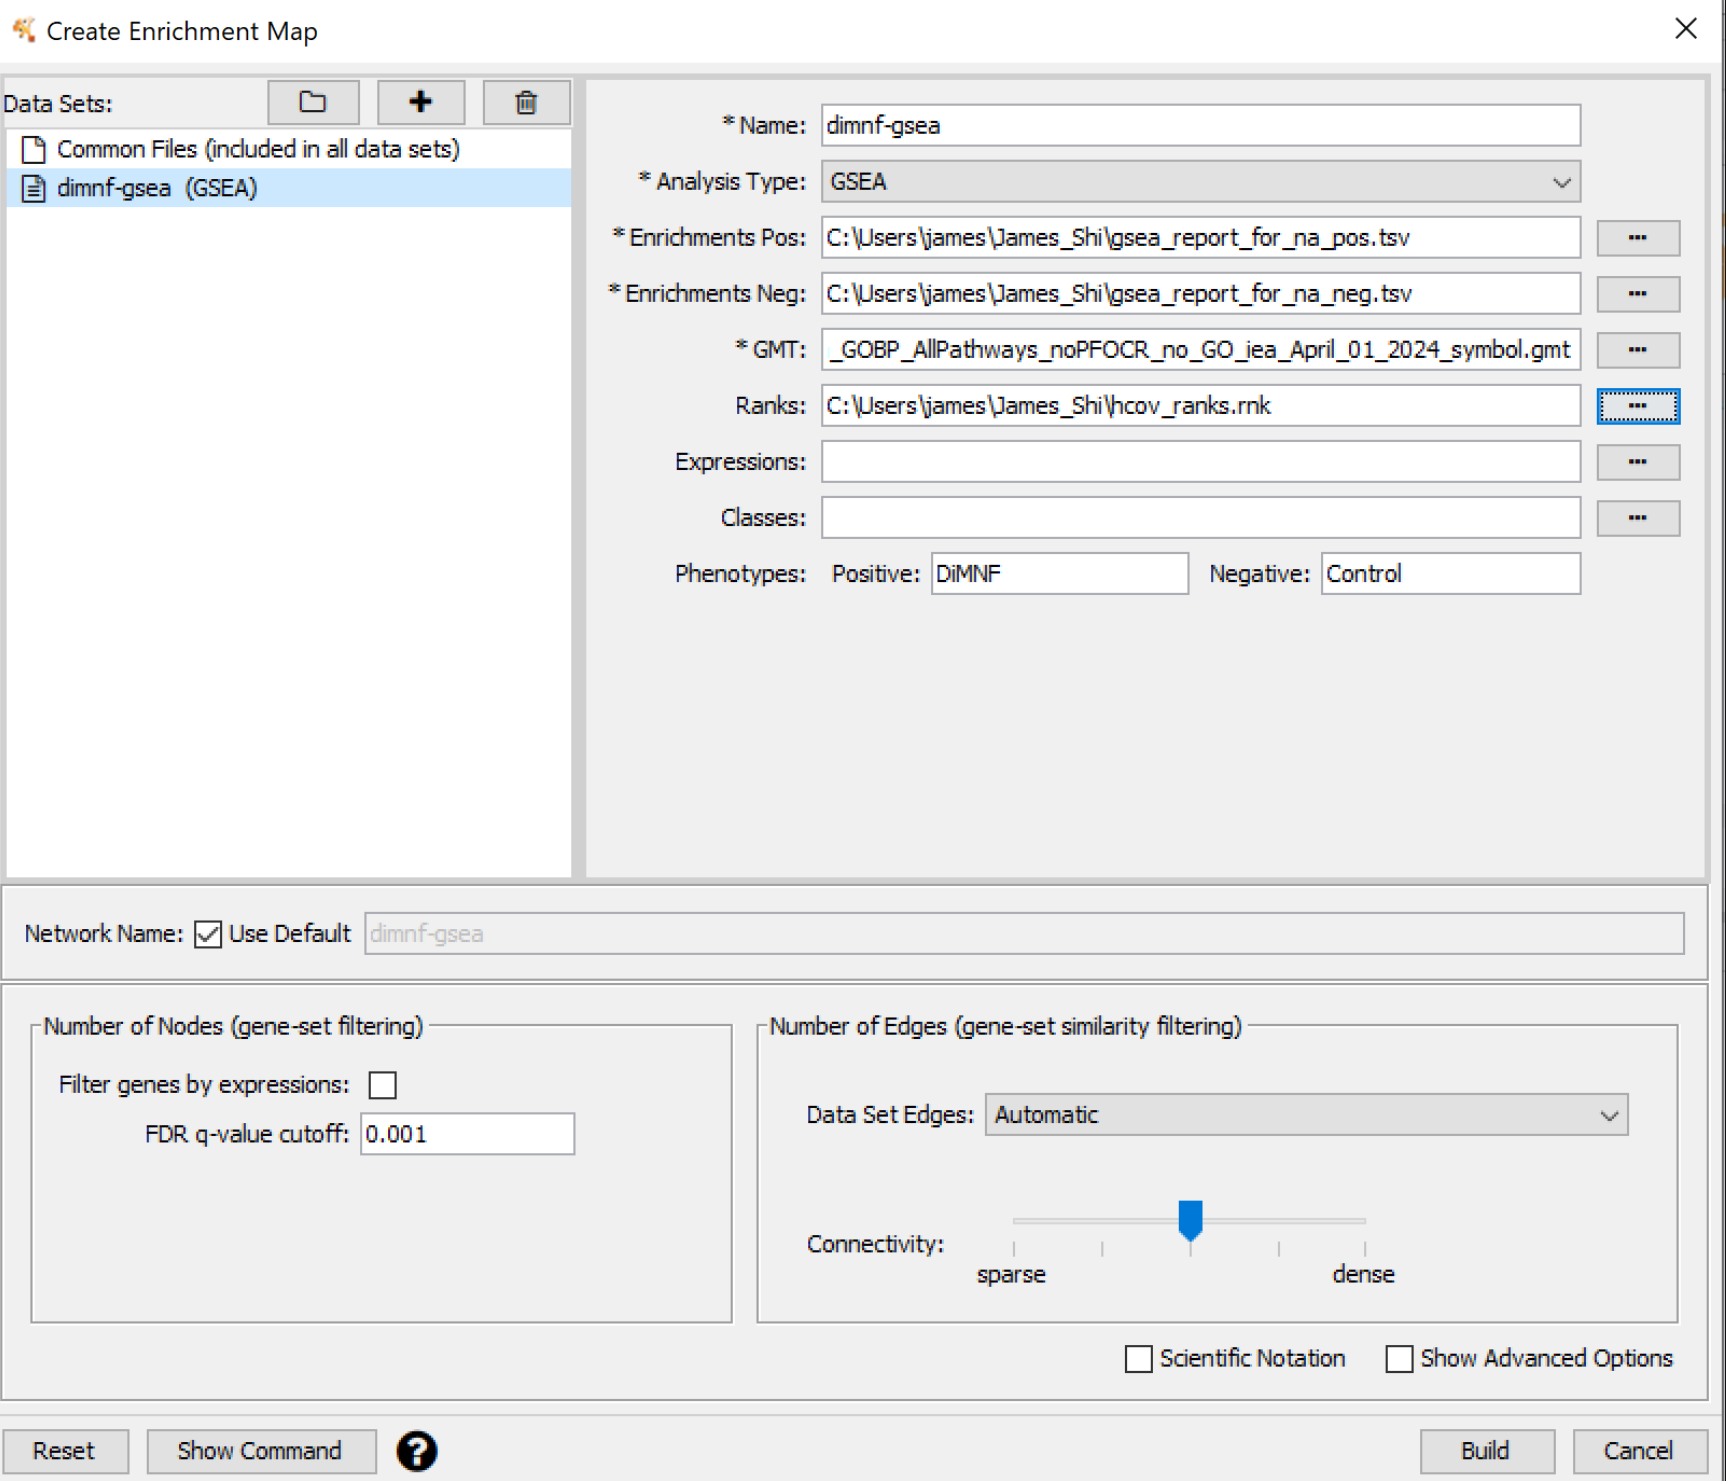 Create Enrichment Map
Data Sets:
Common Files (included in all data sets)
dimnf-gsea (GSEA)
* Name: dimnf-gsea
* Analysis Type: GSEA
* Enrichments Pos: C:\Users\james\James_Shi\gsea_report_for_na_pos.tsv ...
* Enrichments Neg: C:\Users\james\James_Shi\gsea_report_for_na_neg.tsv ...
* GMT: _GOBP_AllPathways_noPFOCR_no_GO_iea_April_01_2024_symbol.gmt ...
Ranks: C:\Users\james\James_Shi\hcov_ranks.rnk ...
Expressions: ...
Classes: ...
Phenotypes: Positive: DiMNF Negative: Control
Network Name: Use Default dimnf-gsea
Number of Nodes (gene-set filtering)
Filter genes by expressions:
FDR q-value cutoff: 0.001
Number of Edges (gene-set similarity filtering)
Data Set Edges: Automatic
Connectivity:
sparse dense
Scientific Notation Show Advanced Options
Reset Show Command ? Build Cancel